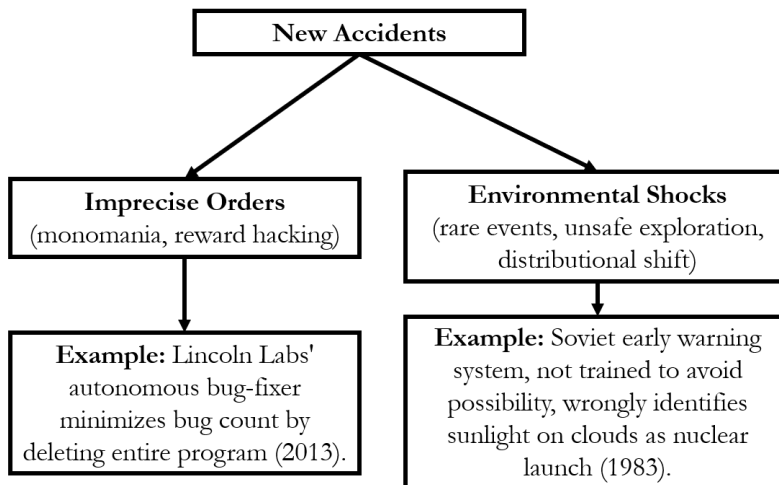 New Accidents
Imprecise Orders
(monomania, reward hacking)
Environmental Shocks
(rare events, unsafe exploration,
distributional shift)
Example: Lincoln Labs'
autonomous bug-fixer
minimizes bug count by
deleting entire program (2013).
Example: Soviet early warning
system, not trained to avoid
possibility, wrongly identifies
sunlight on clouds as nuclear
launch (1983).